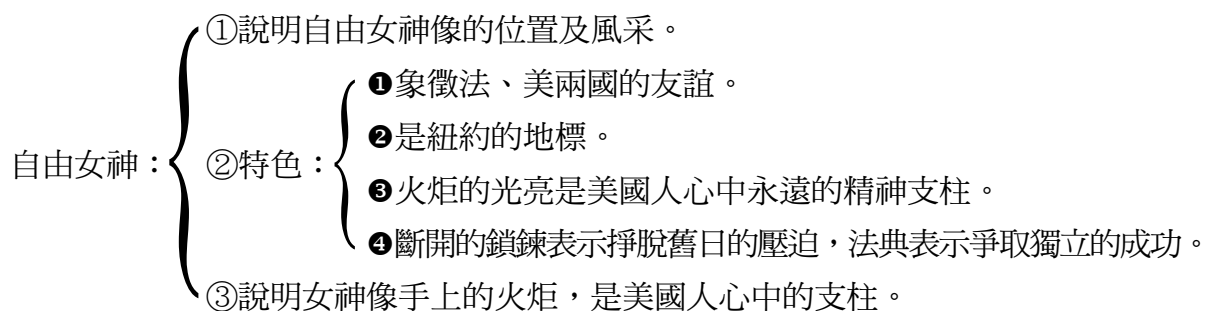 ①說明自由女神像的位置及風采。
❶象徵法、美兩國的友誼。
❷是紐約的地標。
自由女神：
②特色：
❸火炬的光亮是美國人心中永遠的精神支柱。
❹斷開的鎖鍊表示掙脫舊日的壓迫，法典表示爭取獨立的成功。
③說明女神像手上的火炬，是美國人心中的支柱。